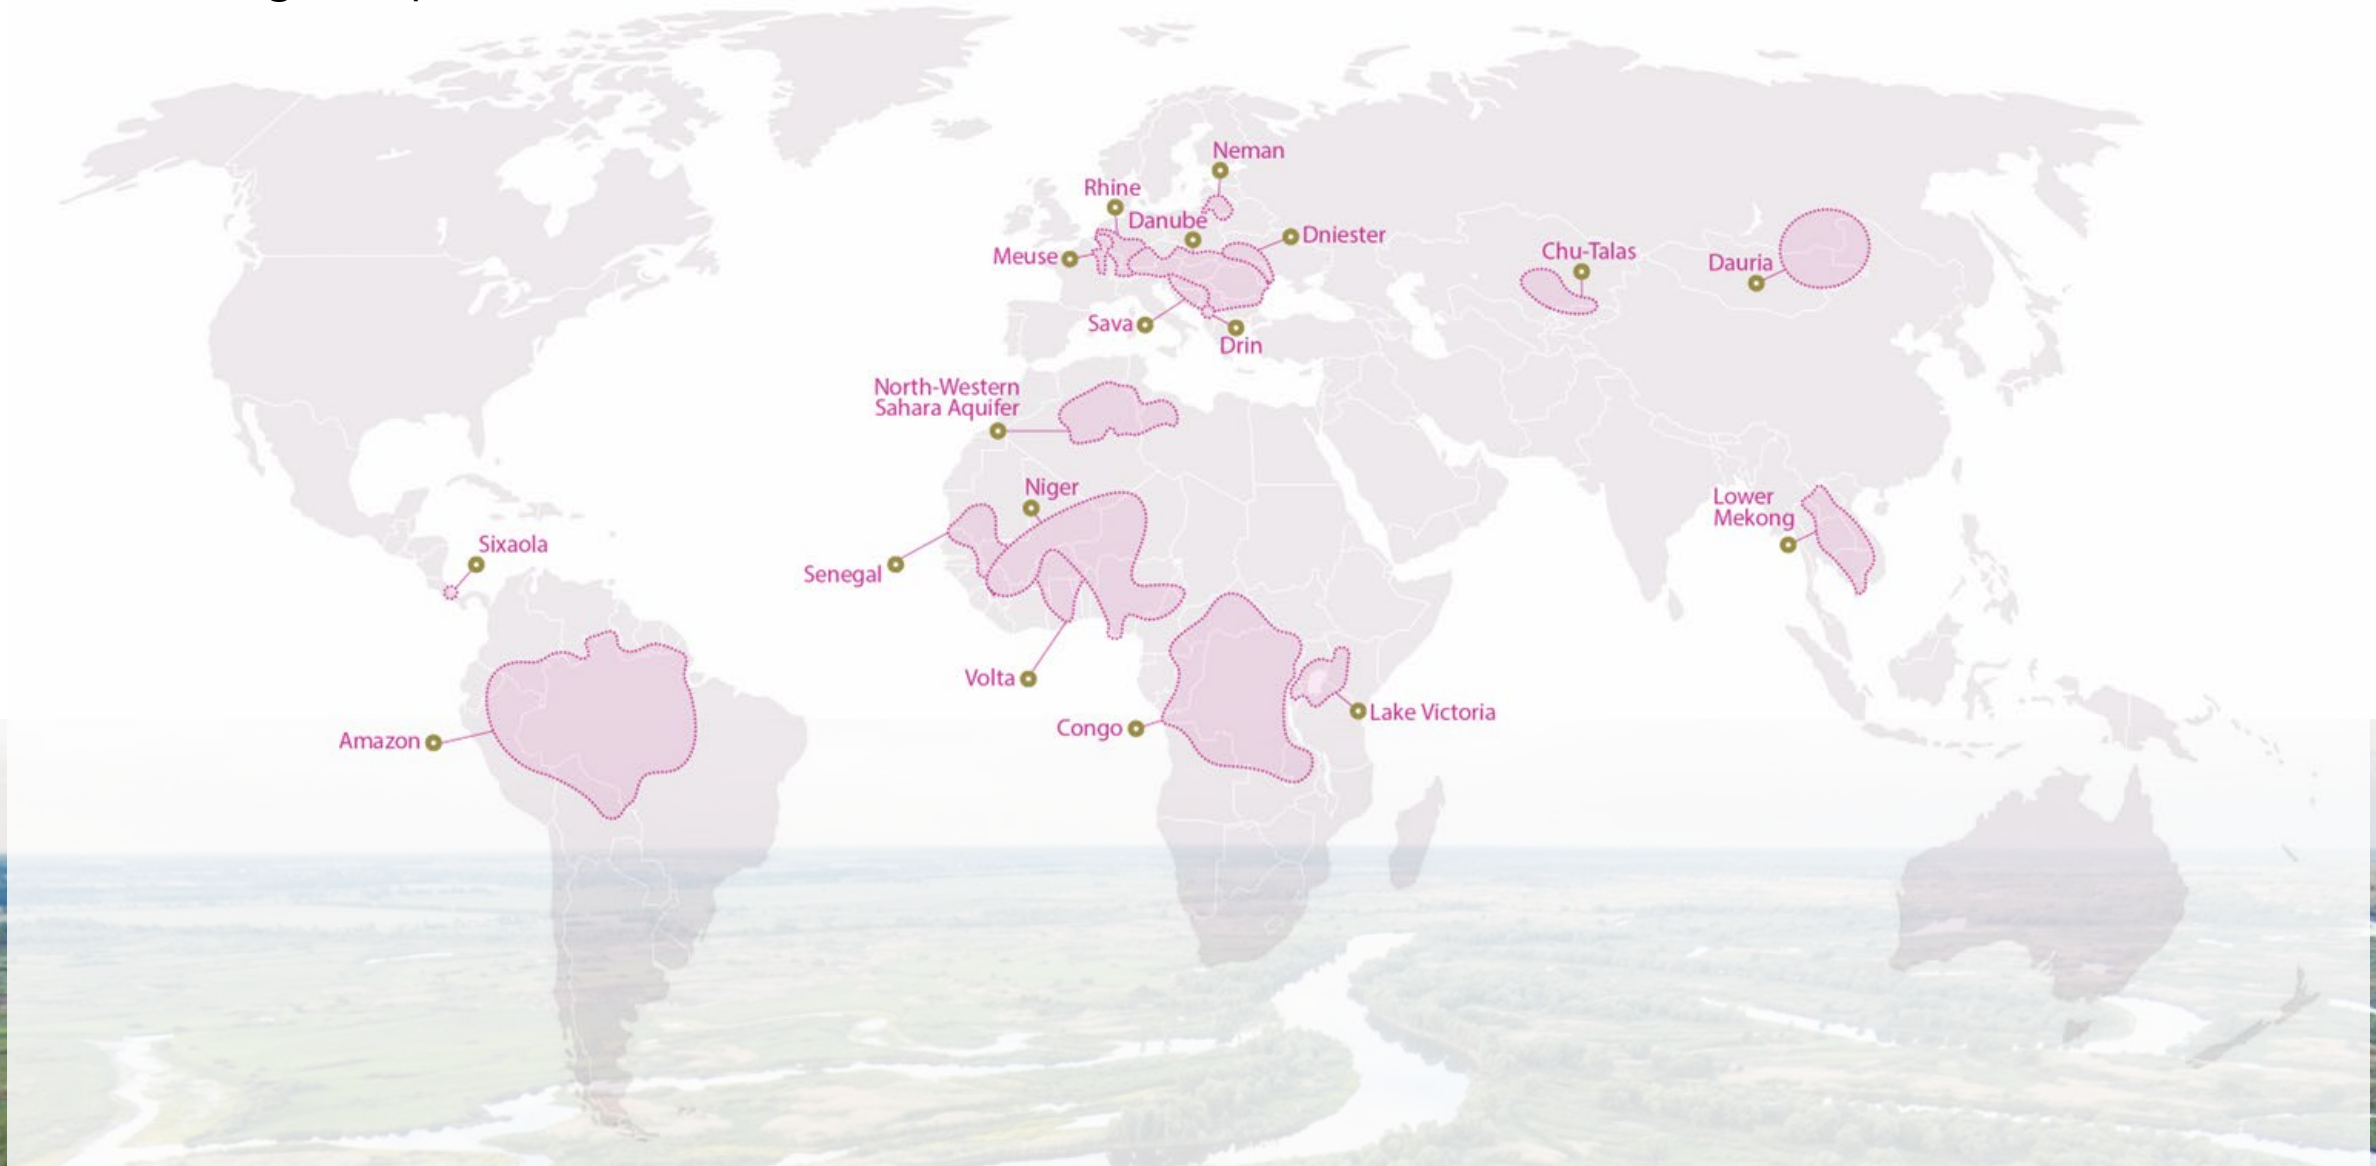 Neman
Rhine
Danube
Dniester
Meuse
Chu-Talas
Dauria
Sava
Drin
North-Western
Sahara Aquifer
Niger
Lower
Mekong
Sixaola
Senegal
Volta
Lake Victoria
Congo
Amazon